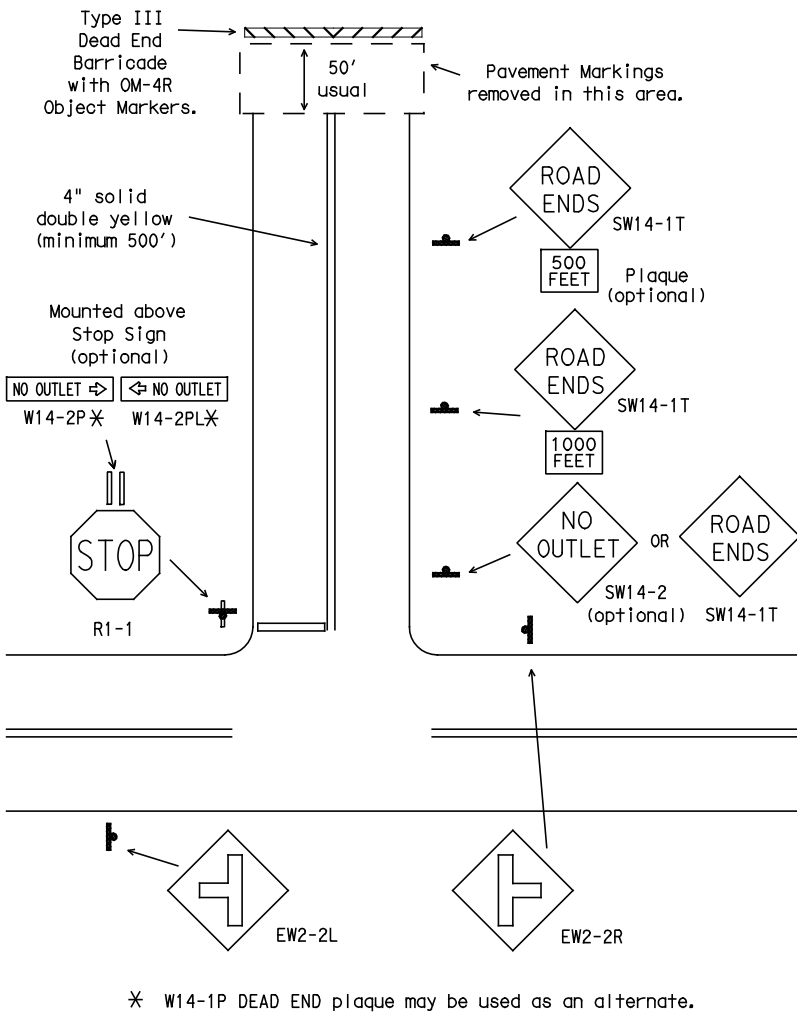 Type III
Dead End
Barricade
with OM-4R
Object Markers.
50'
usual
Pavement Markings
removed in this area.
4" solid
double yellow
(minimum 500')
ROAD
ENDS
SW14-1T
500
FEET
Plaque
(optional)
Mounted above
Stop Sign
(optional)
NO OUTLET
NO OUTLET
W14-2P*
W14-2PL*
ROAD
ENDS
SW14-1T
1000
FEET
STOP
R1-1
NO
OUTLET
OR
ROAD
ENDS
SW14-2
(optional)
SW14-1T
EW2-2L
EW2-2R
* W14-1P DEAD END plaque may be used as an alternate.